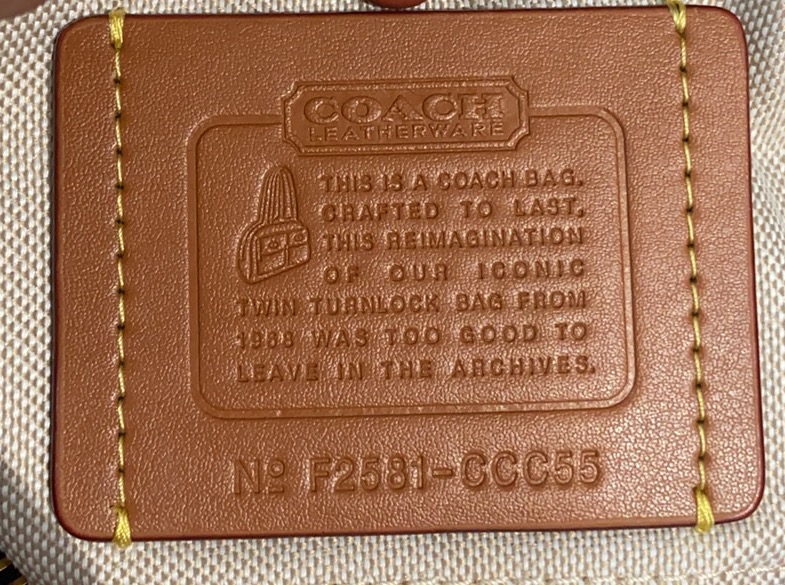 COACH
LEATHERWARE
THIS IS A COACH BAG.
CRAFTED TO LAST,
THIS REIMAGINATION
OF OUR ICONIC
TWIN TURNLOCK BAG FROM
1988 WAS TOO GOOD TO
LEAVE IN THE ARCHIVES.
Nº F2581-CCC55